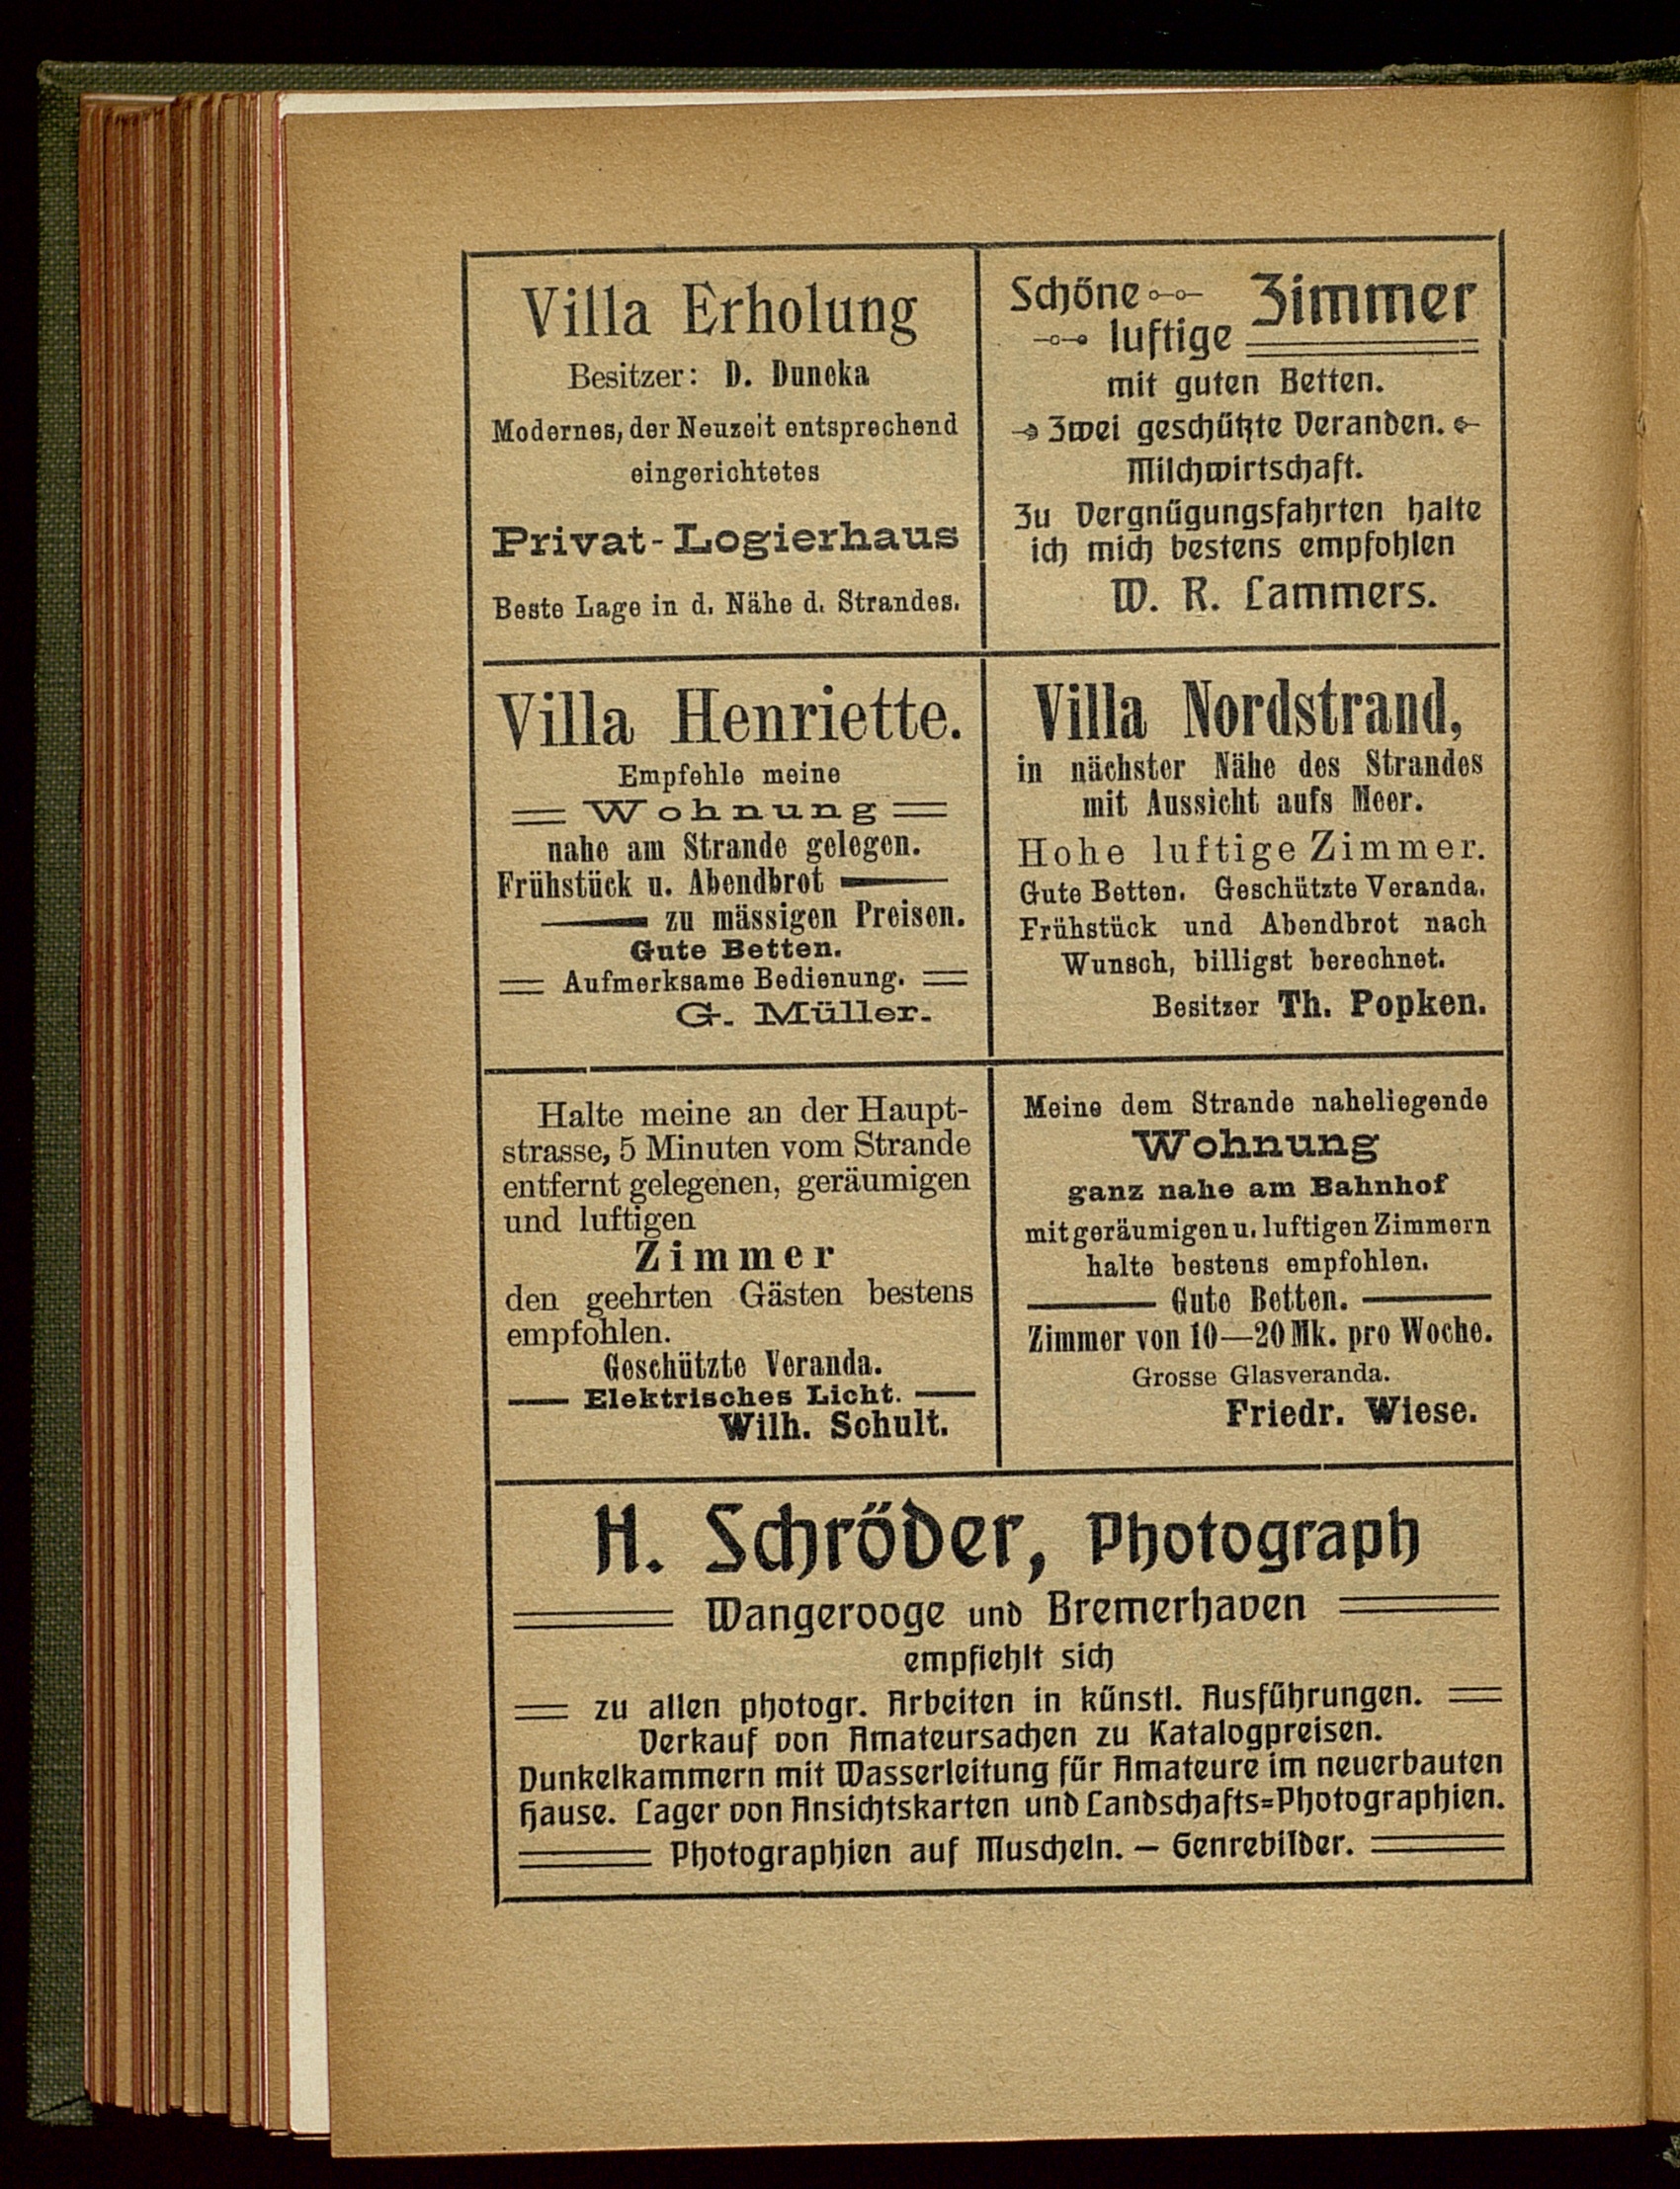 Villa Erholung
Besitzer: D. Duneka
Modernes, der Neuzeit entsprechend
eingerichtetes
Privat-Logierhaus
Beste Lage in d. Nähe d. Strandes.
Schöne Zimmer
luftige
mit guten Betten.
Zwei geschützte Veranden.
Milchwirtschaft.
Zu Vergnügungsfahrten halte
ich mich bestens empfohlen
W. R. Lammers.
Villa Henriette.
Empfehle meine
Wohnung
nahe am Strande gelegen.
Frühstück u. Abendbrot
zu mässigen Preisen.
Gute Betten.
Aufmerksame Bedienung.
G. Müller.
Villa Nordstrand,
in nächster Nähe des Strandes
mit Aussicht aufs Meer.
Hohe luftige Zimmer.
Gute Betten. Geschützte Veranda.
Frühstück und Abendbrot nach
Wunsch, billigst berechnet.
Besitzer Th. Popken.
Halte meine an der Haupt-
strasse, 5 Minuten vom Strande
entfernt gelegenen, geräumigen
und luftigen
Zimmer
den geehrten Gästen bestens
empfohlen.
Geschützte Veranda.
Elektrisches Licht.
Wilh. Schult.
Meine dem Strande naheliegende
Wohnung
ganz nahe am Bahnhof
mit geräumigen u. luftigen Zimmern
halte bestens empfohlen.
Gute Betten.
Zimmer von 10—20 Mk. pro Woche.
Grosse Glasveranda.
Friedr. Wiese.
H. Schröder, Photograph
Wangerooge und Bremerhaven
empfiehlt sich
zu allen photogr. Arbeiten in künstl. Ausführungen.
Verkauf von Amateursachen zu Katalogpreisen.
Dunkelkammern mit Wasserleitung für Amateure im neuerbauten
Hause. Lager von Ansichtskarten und Landschafts=Photographien.
Photographien auf Muscheln. — Genrebilder.